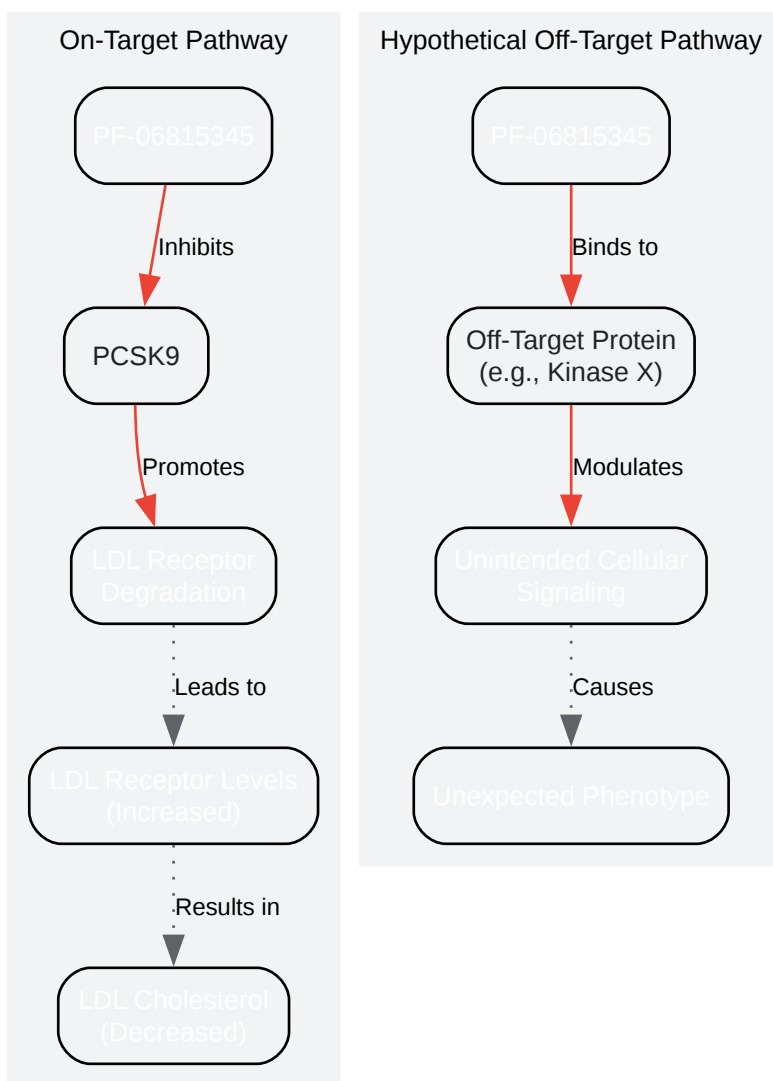 On-Target Pathway
PF-06815345
Inhibits
PCSK9
Promotes
LDL Receptor
Degradation
Leads to
LDL Receptor Levels
(Increased)
Results in
LDL Cholesterol
(Decreased)
Hypothetical Off-Target Pathway
PF-06815345
Binds to
Off-Target Protein
(e.g., Kinase X)
Modulates
Unintended Cellular
Signaling
Causes
Unexpected Phenotype